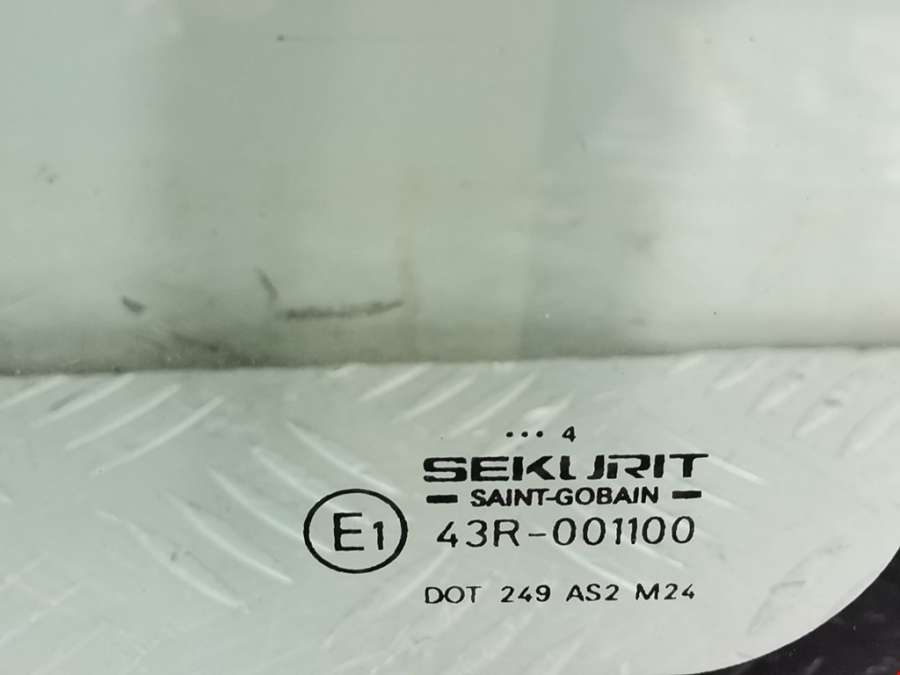 ... 4
SEKURIT
SAINT-GOBAIN
E1 43R-001100
DOT 249 AS2 M24